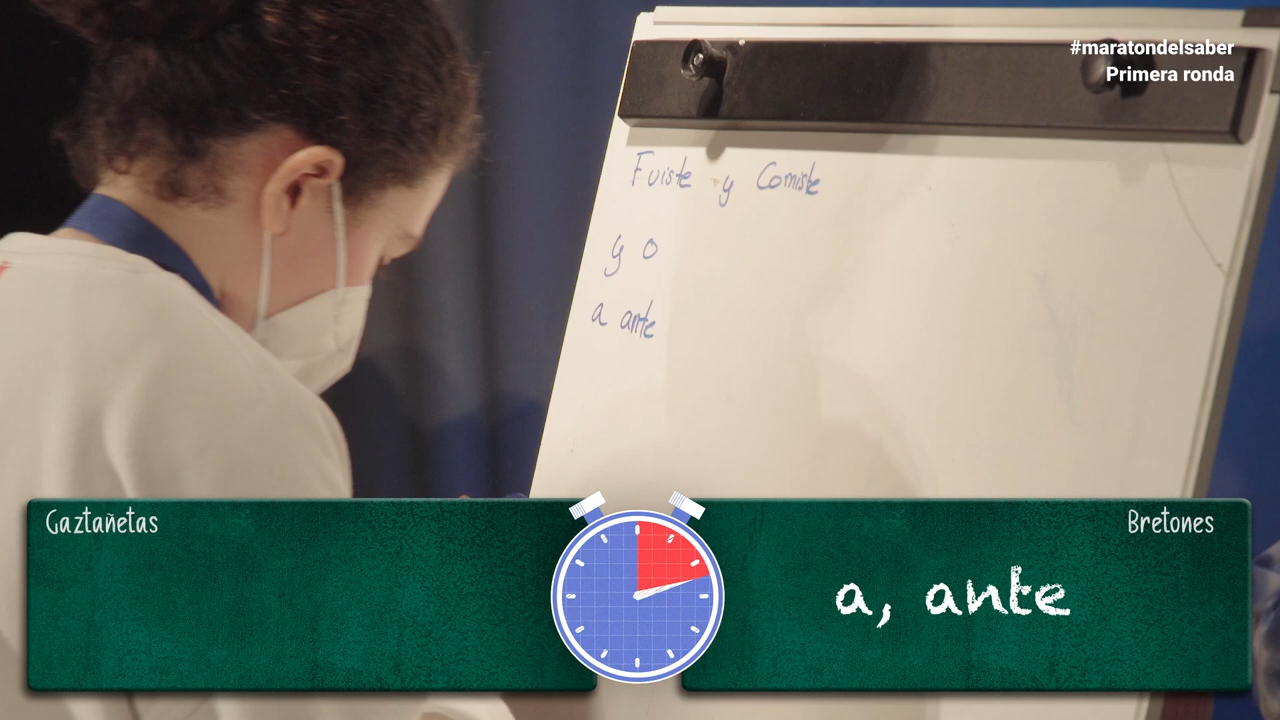 #maratondelsaber
Primera ronda
Fuiste y Comiste
y o
a ante
Gaztañetas
Bretones
a, ante